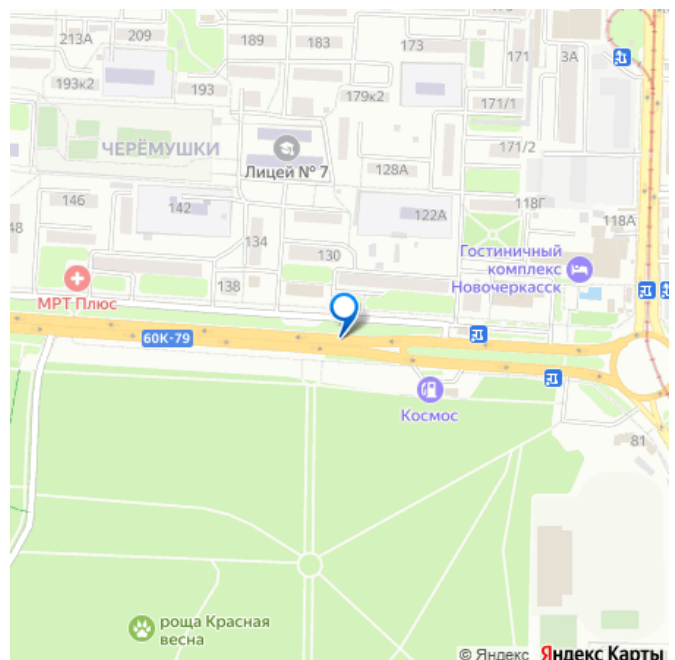 213А
209
189
183
173
171
3А
193к2
193
179к2
171/1
ЧЕРЁМУШКИ
171/2
Лицей № 7
128А
146
142
122А
118Г
118А
48
134
130
Гостиничный
комплекс
Новочеркасск
138
МРТ Плюс
60К-79
Космос
81
роща Красная
весна
© Яндекс Яндекс Карты